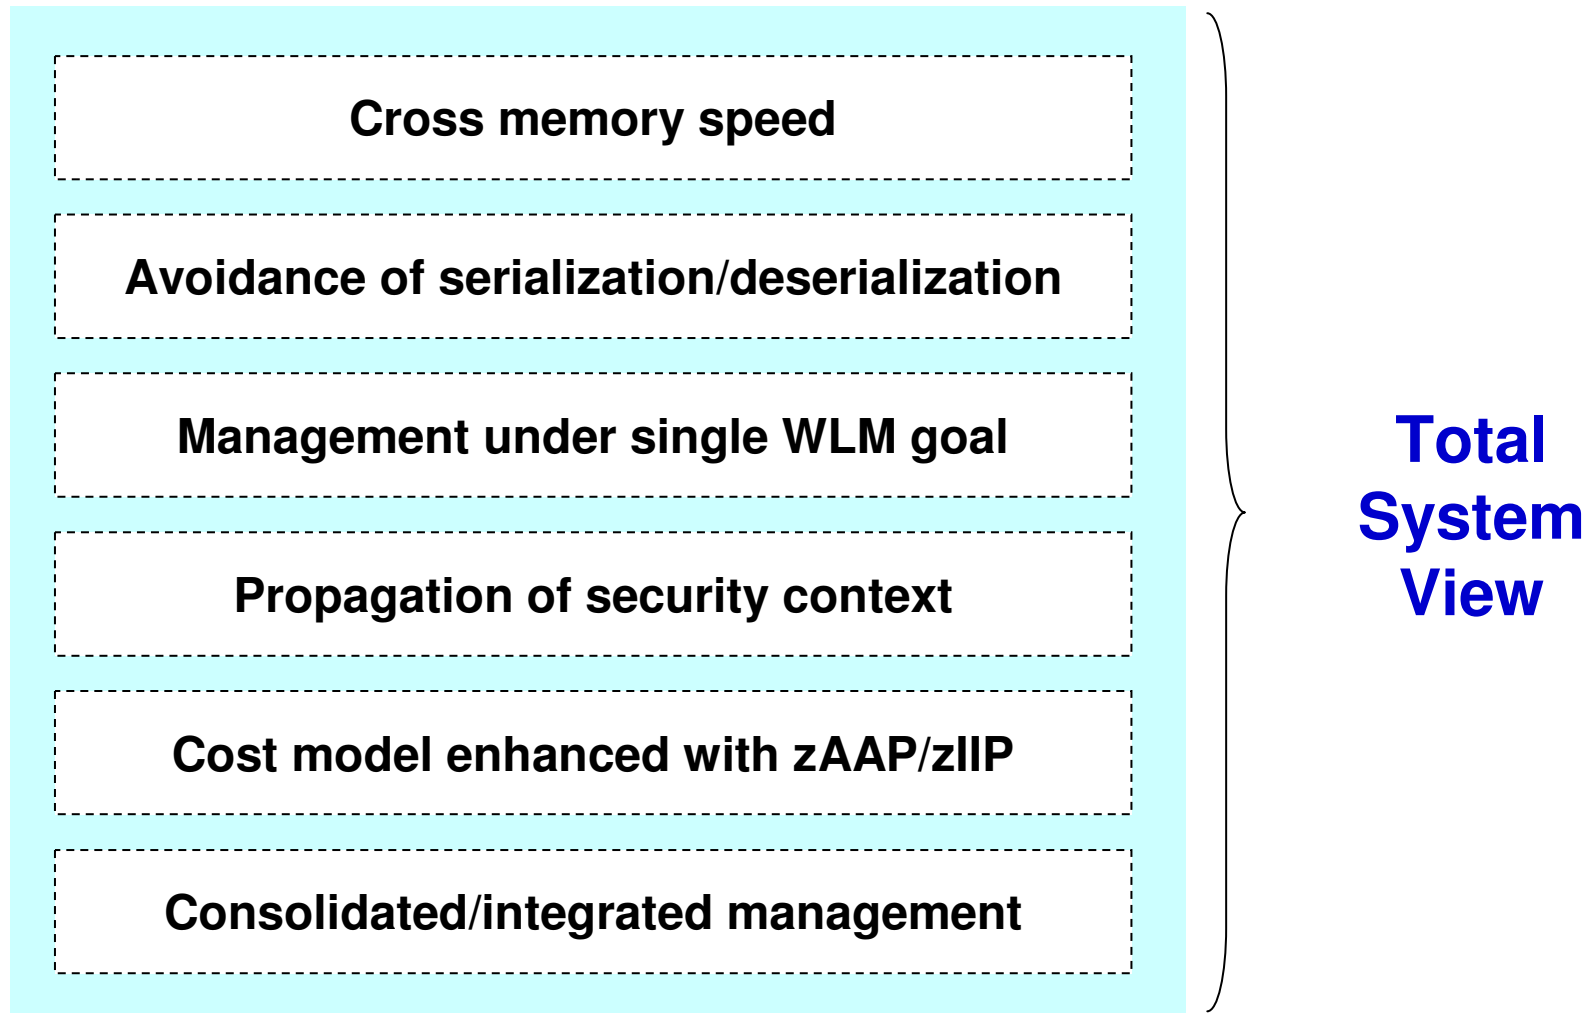 Cross memory speed
Avoidance of serialization/deserialization
Management under single WLM goal
Propagation of security context
Cost model enhanced with zAAP/zIIP
Consolidated/integrated management
Total
System
View